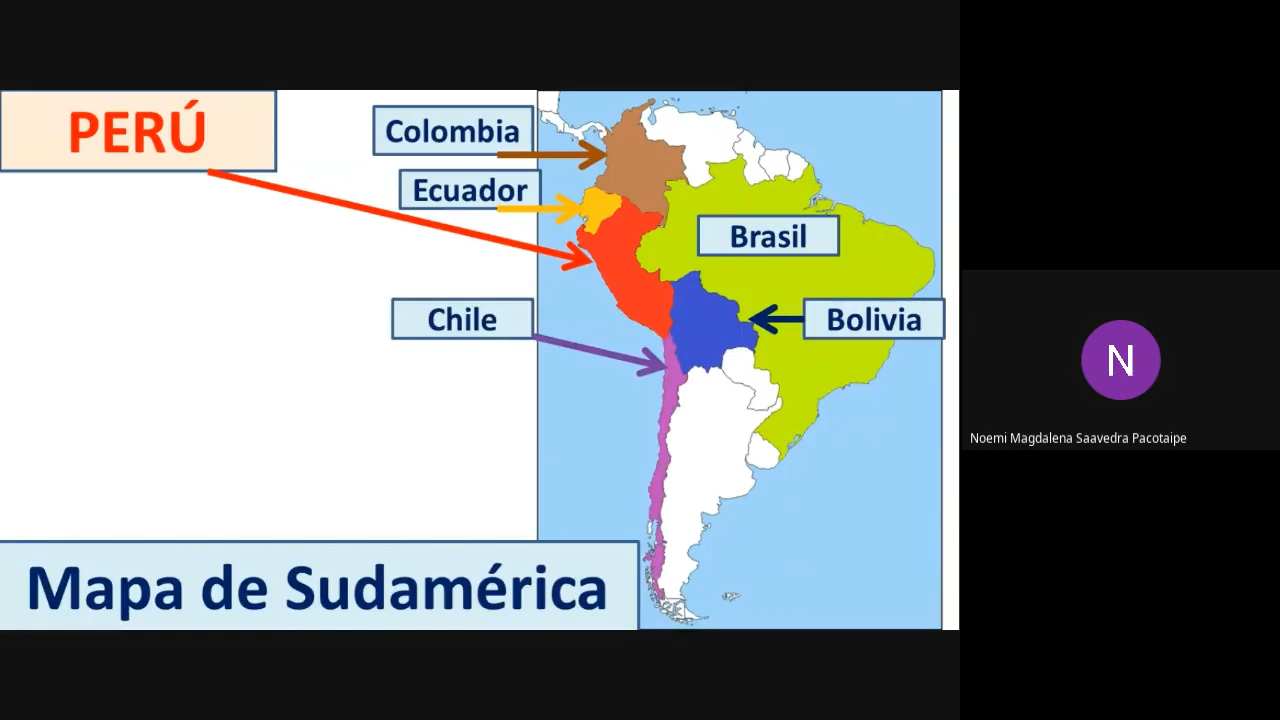 PERÚ
Colombia
Ecuador
Brasil
Chile
Bolivia
Mapa de Sudamérica
N
Noemi Magdalena Saavedra Pacotaipe